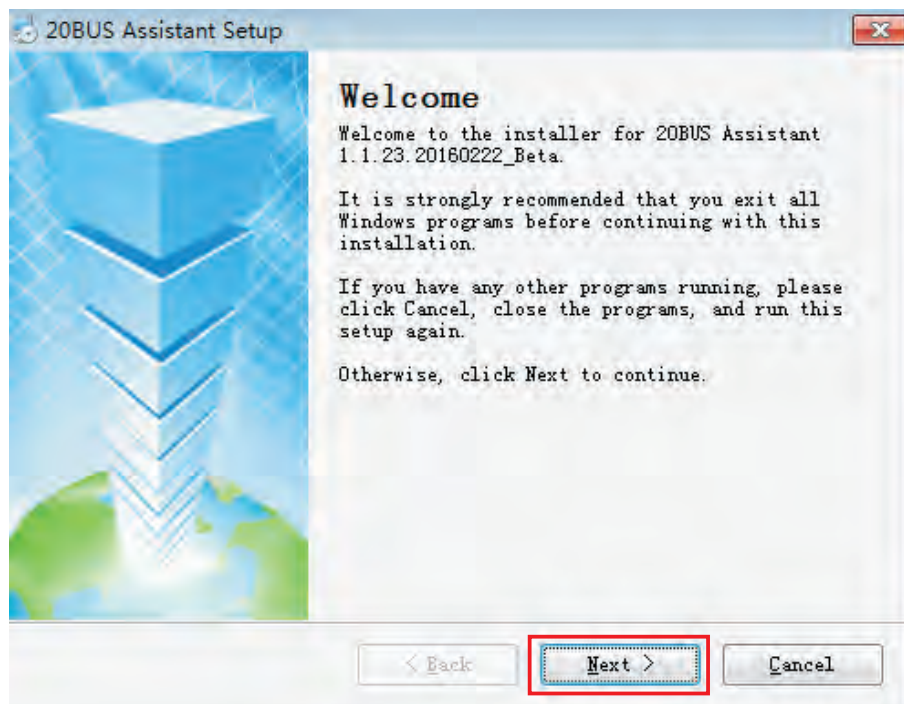 20BUS Assistant Setup
Welcome
Welcome to the installer for 20BUS Assistant
1.1.23.20160222_Beta.
It is strongly recommended that you exit all
Windows programs before continuing with this
installation.
If you have any other programs running, please
click Cancel, close the programs, and run this
setup again.
Otherwise, click Next to continue.
< Back
Next >
Cancel